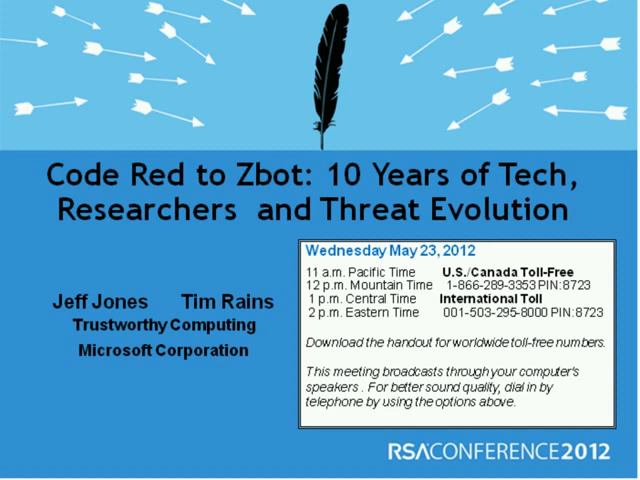 Code Red to Zbot: 10 Years of Tech,
Researchers and Threat Evolution
Jeff Jones Tim Rains
Trustworthy Computing
Microsoft Corporation
Wednesday May 23, 2012
11 a.m. Pacific Time U.S./Canada Toll-Free
12 p.m. Mountain Time 1-866-289-3353 PIN:8723
1 p.m. Central Time International Toll
2 p.m. Eastern Time 001-503-295-8000 PIN:8723
Download the handout for worldwide toll-free numbers.
This meeting broadcasts through your computer's
speakers . For better sound quality, dial in by
telephone by using the options above.
RSACONFERENCE2012